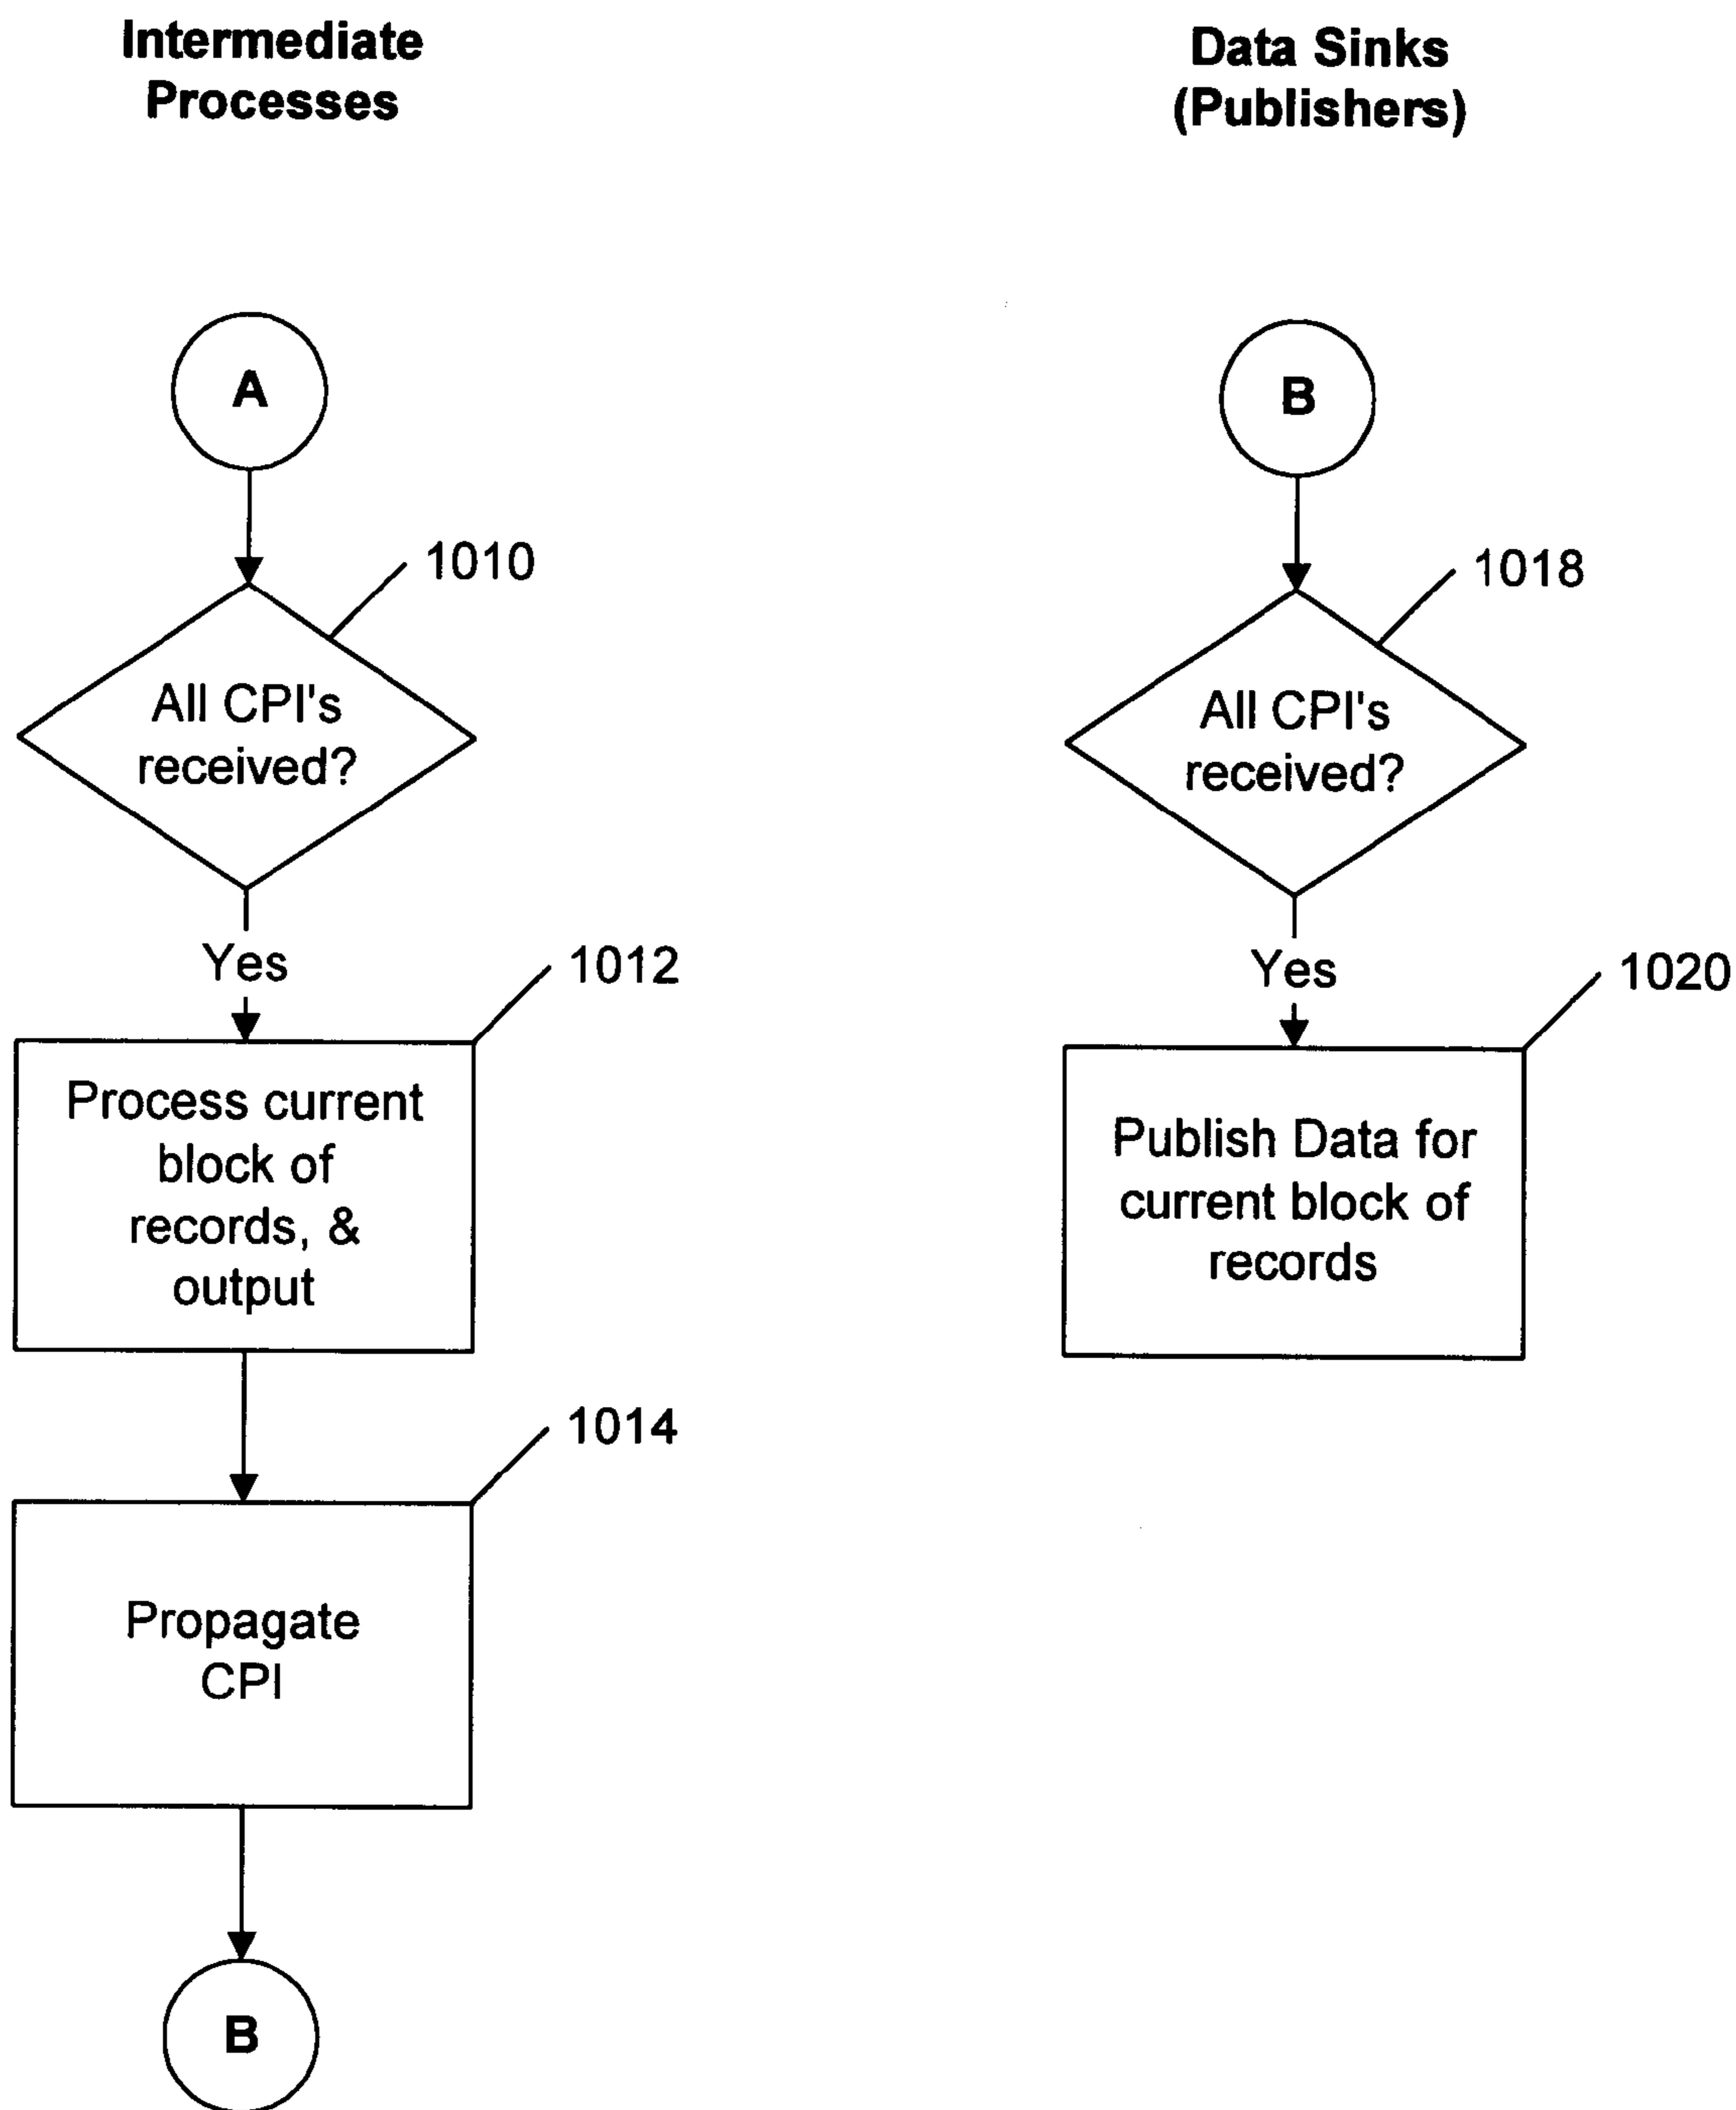 Intermediate
Processes
A
1010
All CPI's
received?
Yes
1012
Process current
block of
records, &
output
1014
Propagate
CPI
B
Data Sinks
(Publishers)
B
1018
All CPI's
received?
Yes
1020
Publish Data for
current block of
records